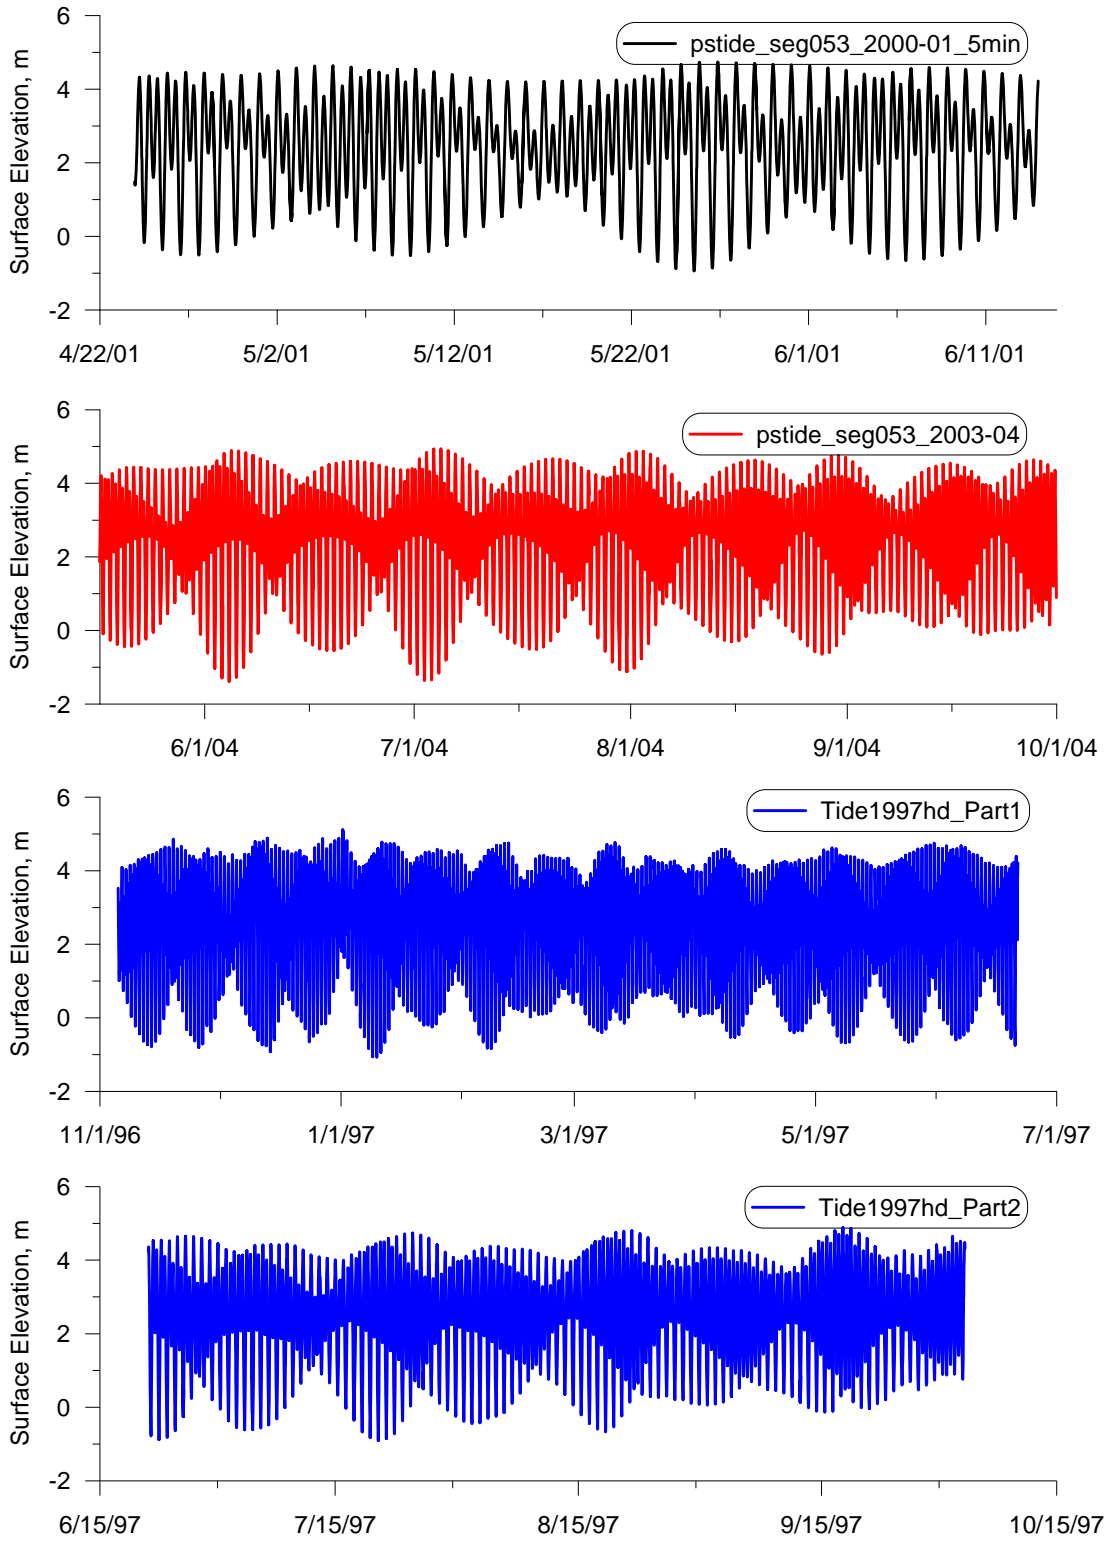 6
pstide_seg053_2000-01_5min
4
2
0
-2
Surface Elevation, m
4/22/01 5/2/01 5/12/01 5/22/01 6/1/01 6/11/01
6
pstide_seg053_2003-04
4
2
0
-2
Surface Elevation, m
6/1/04 7/1/04 8/1/04 9/1/04 10/1/04
6
Tide1997hd_Part1
4
2
0
-2
Surface Elevation, m
11/1/96 1/1/97 3/1/97 5/1/97 7/1/97
6
Tide1997hd_Part2
4
2
0
-2
Surface Elevation, m
6/15/97 7/15/97 8/15/97 9/15/97 10/15/97